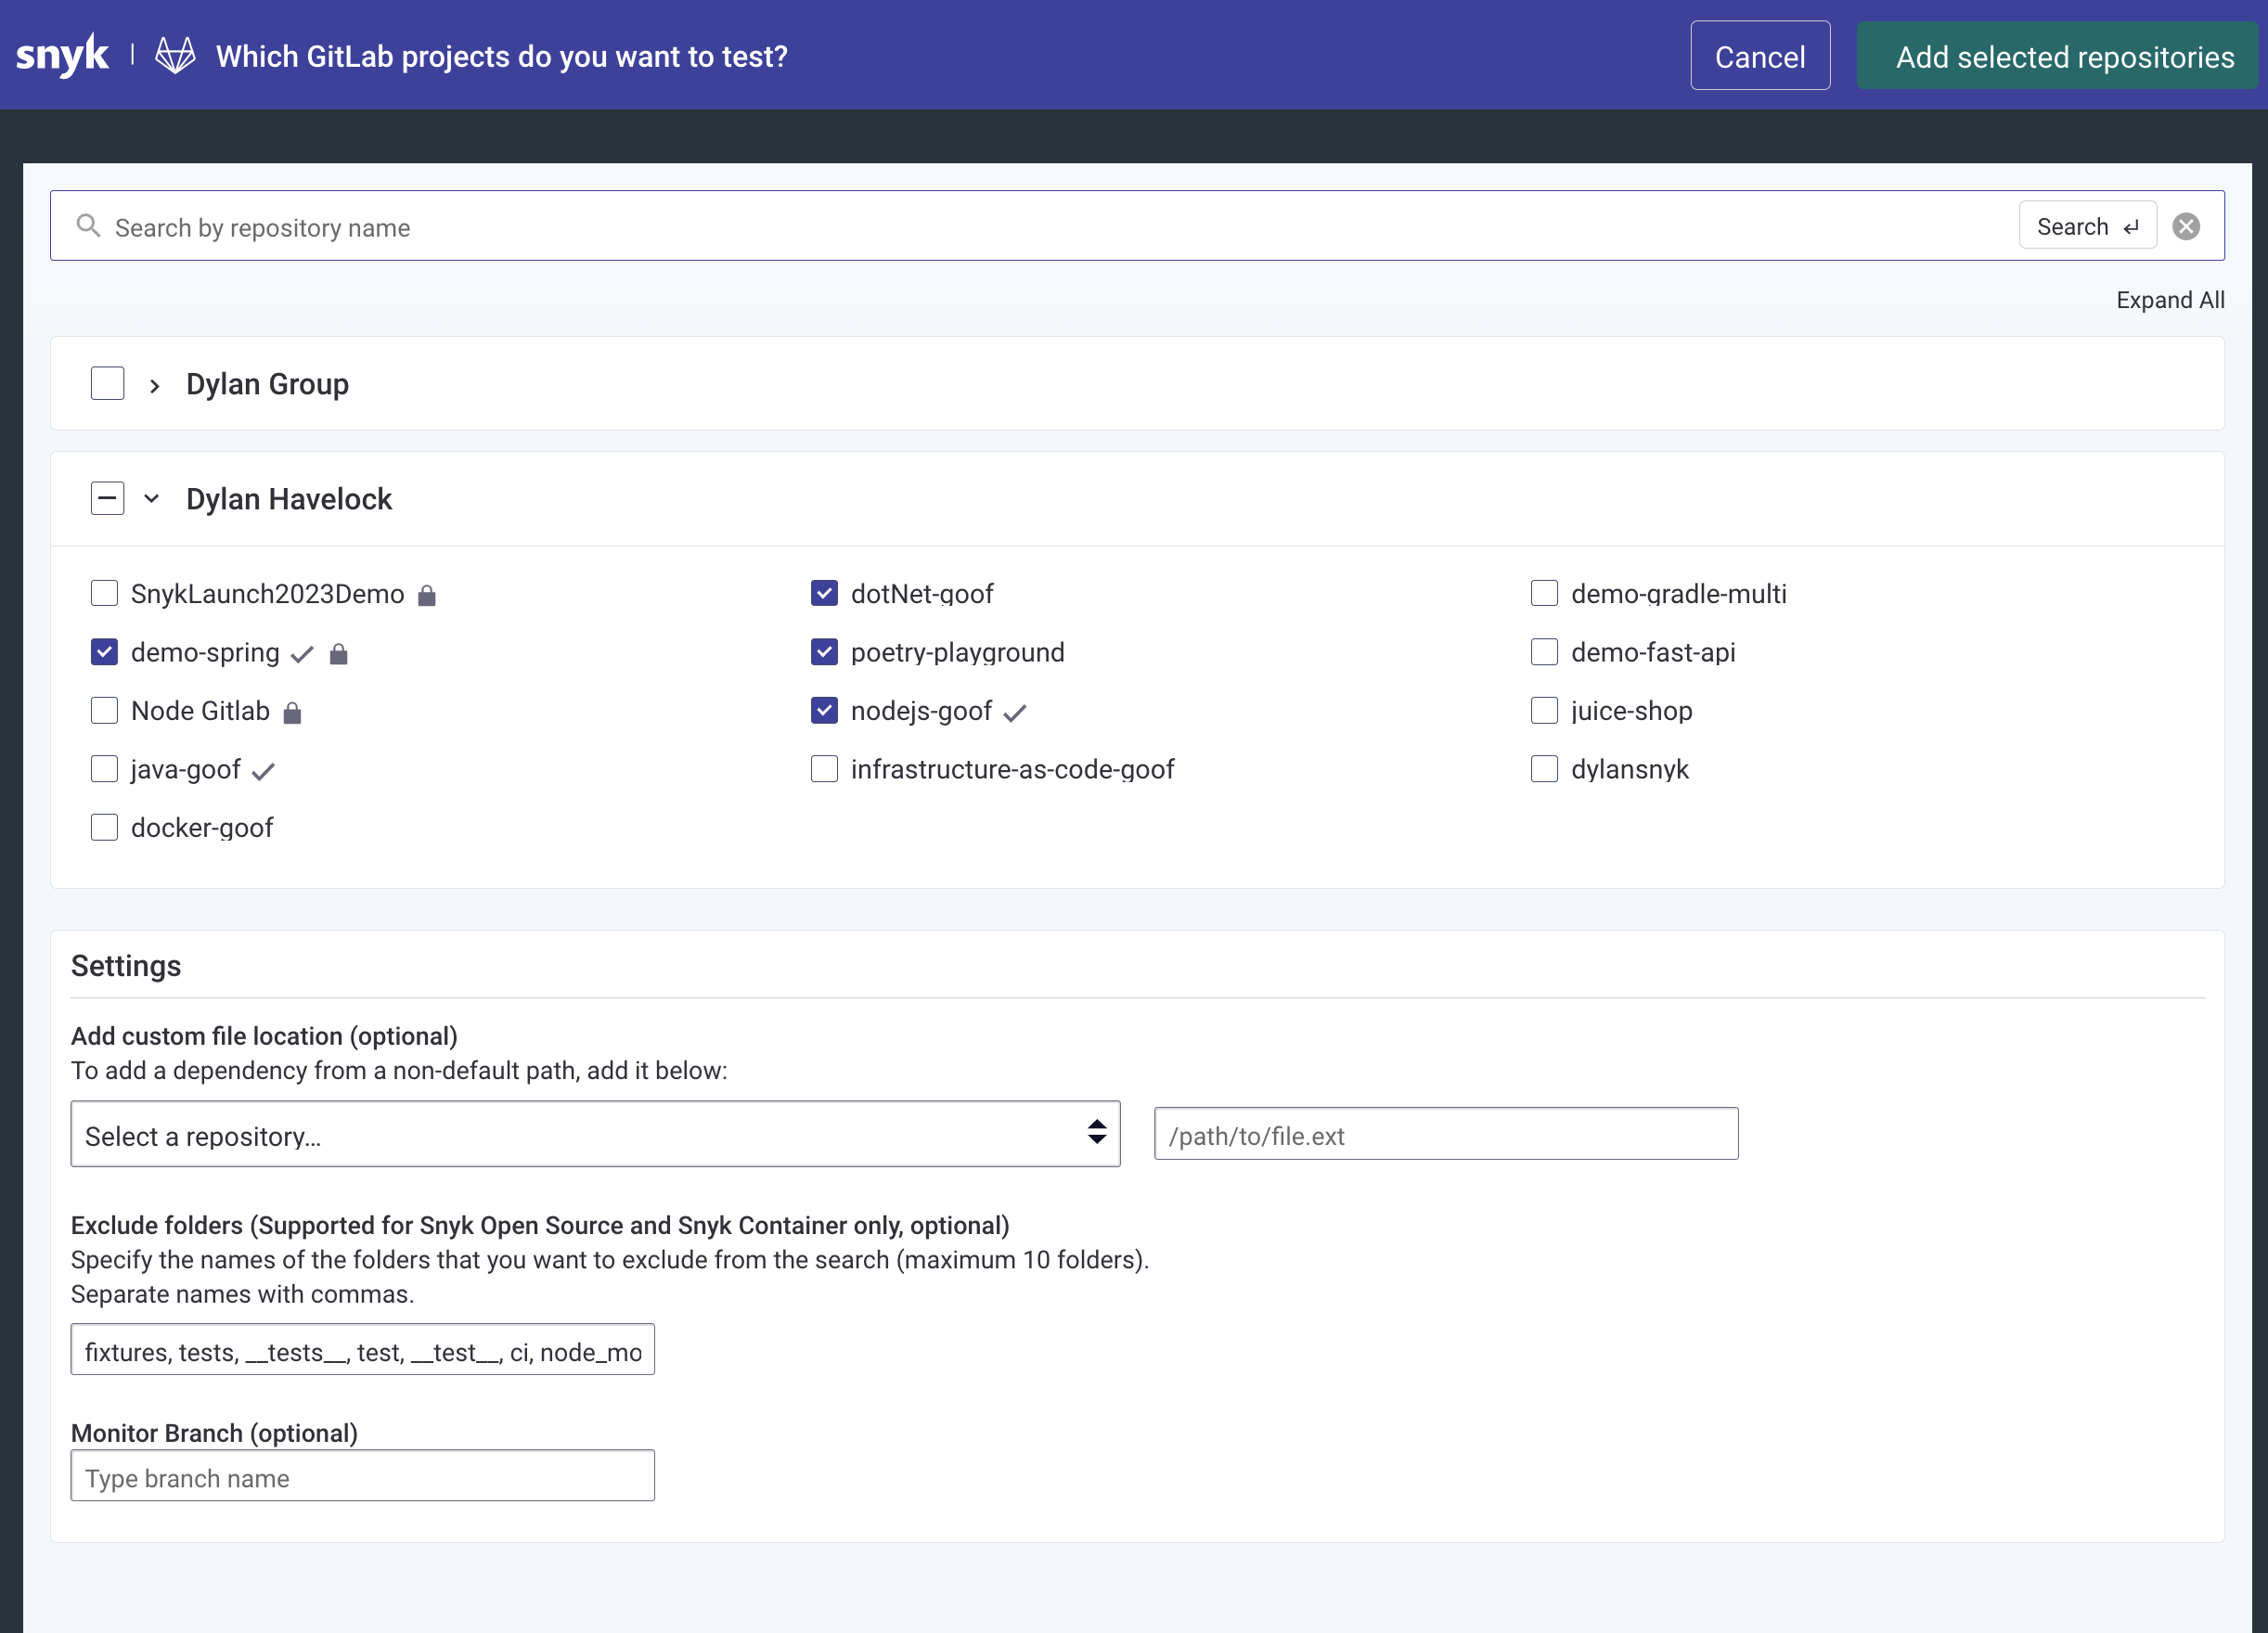 snyk | Which GitLab projects do you want to test?
Cancel
Add selected repositories
Search by repository name
Search
Expand All
Dylan Group
Dylan Havelock
SnykLaunch2023Demo
dotNet-goof
demo-gradle-multi
demo-spring
poetry-playground
demo-fast-api
Node Gitlab
nodejs-goof
juice-shop
java-goof
infrastructure-as-code-goof
dylansnyk
docker-goof
Settings
Add custom file location (optional)
To add a dependency from a non-default path, add it below:
Select a repository...
/path/to/file.ext
Exclude folders (Supported for Snyk Open Source and Snyk Container only, optional)
Specify the names of the folders that you want to exclude from the search (maximum 10 folders).
Separate names with commas.
fixtures, tests, __tests__, test, __test__, ci, node_mo
Monitor Branch (optional)
Type branch name